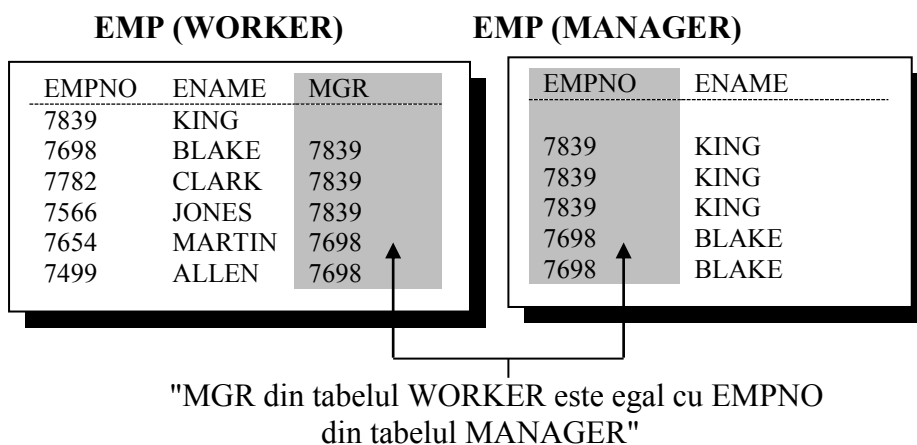 EMP (WORKER) EMP (MANAGER)
EMPNO ENAME MGR EMPNO ENAME
7839 KING
7698 BLAKE 7839 7839 KING
7782 CLARK 7839 7839 KING
7566 JONES 7839 7839 KING
7654 MARTIN 7698 7698 BLAKE
7499 ALLEN 7698 7698 BLAKE
"MGR din tabelul WORKER este egal cu EMPNO
din tabelul MANAGER"